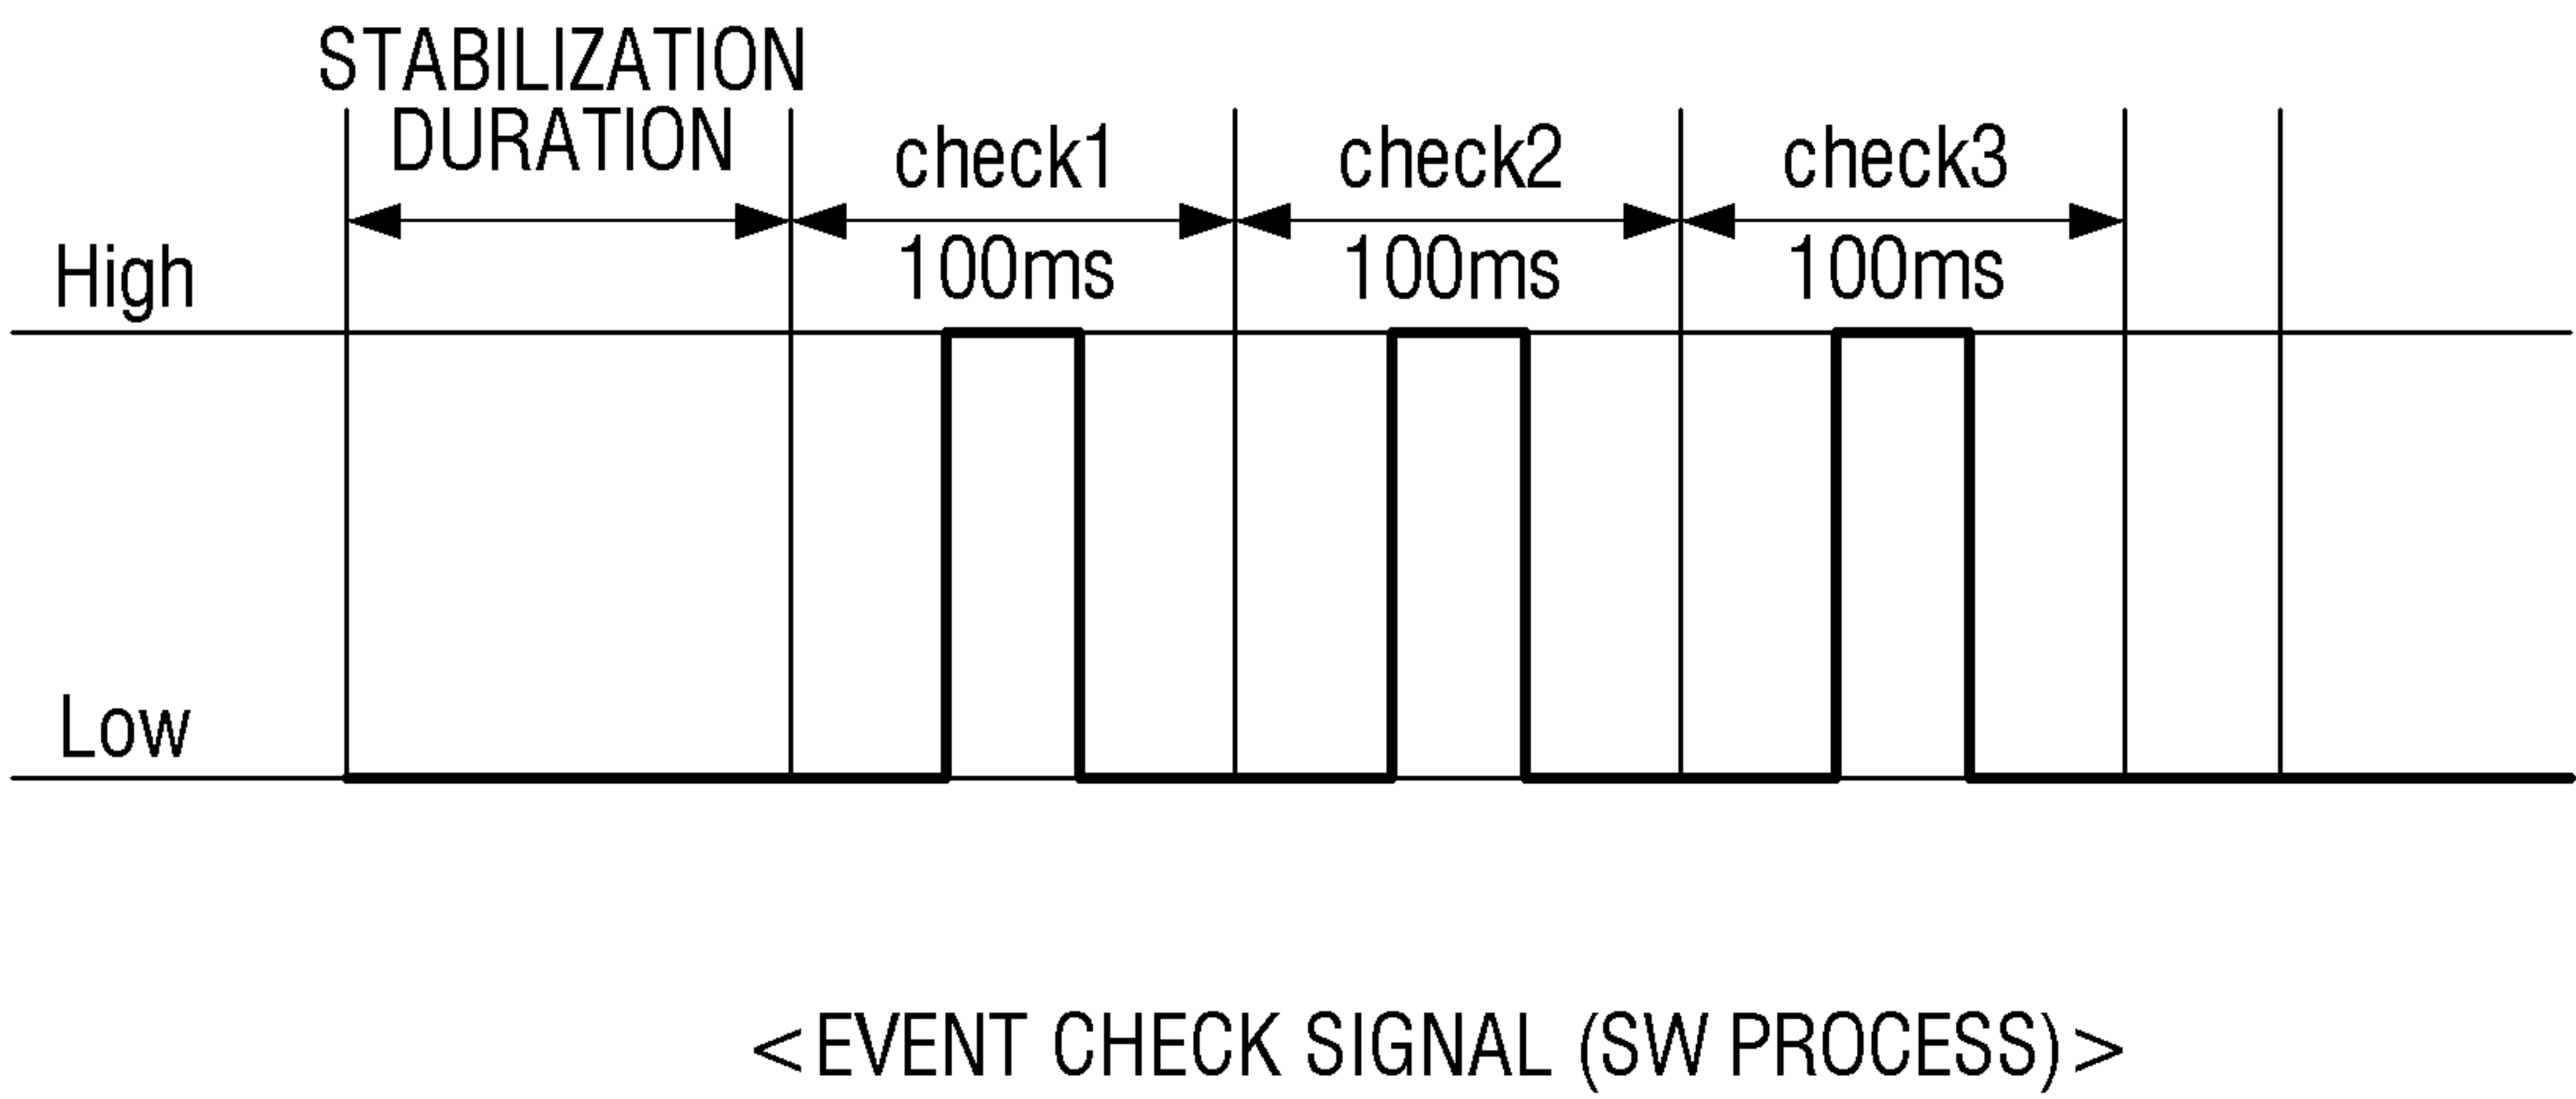 STABILIZATION
DURATION
check1
check2
check3
100ms
100ms
100ms
High
Low
<EVENT CHECK SIGNAL (SW PROCESS)>